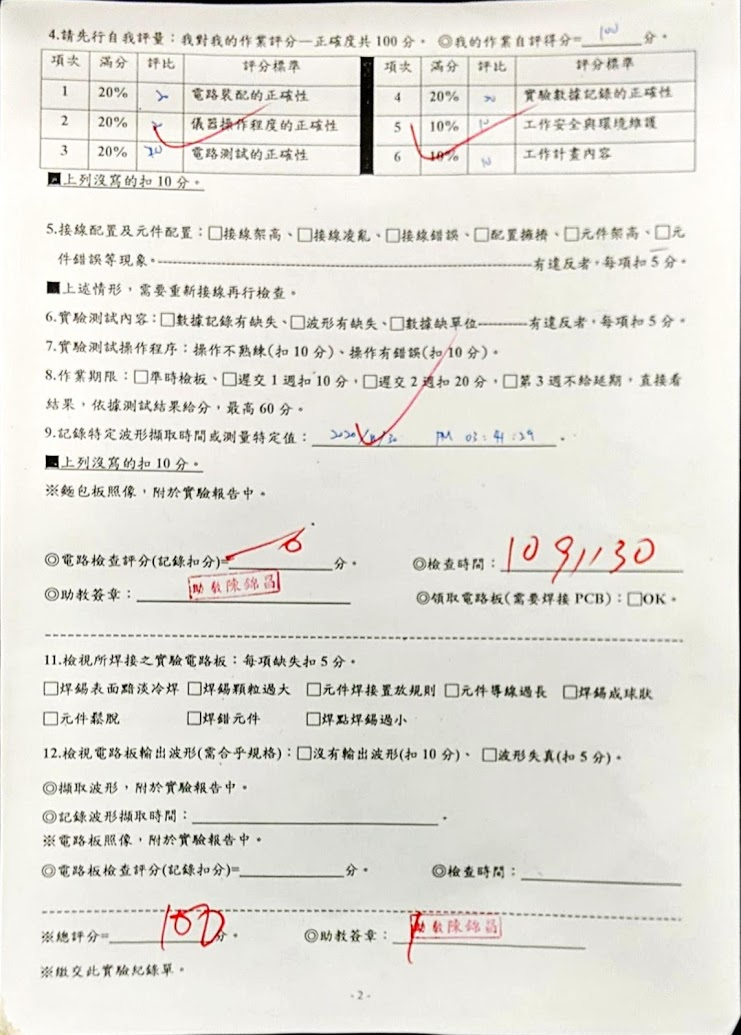 4.請先行自我評量：我對我的作業評分—正確度共 100 分。 ◎我的作業自評得分=100分。
項次 滿分 評比 評分標準 項次 滿分 評比 評分標準
1 20% 20 電路裝配的正確性 4 20% 20 實驗數據記錄的正確性
2 20% 20 儀器操作程度的正確性 5 10% 10 工作安全與環境維護
3 20% 20 電路測試的正確性 6 10% 10 工作計畫內容
■上列沒寫的扣 10 分。
5.接線配置及元件配置：□接線架高、□接線凌亂、□接線錯誤、□配置擁擠、□元件架高、□元
件錯誤等現象。------------------------有違反者，每項扣 5 分。
■上述情形，需要重新接線再行檢查。
6.實驗測試內容：□數據記錄有缺失、□波形有缺失、□數據缺單位----------有違反者，每項扣 5 分。
7.實驗測試操作程序：操作不熟練(扣 10 分)、操作有錯誤(扣 10 分)。
8.作業期限：□準時檢板、□遲交 1 週扣 10 分，□遲交 2 週扣 20 分，□第 3 週不給延期，直接看
結果，依據測試結果給分，最高 60 分。
9.記錄特定波形擷取時間或測量特定值：2020/11/30 PM 03:41:29。
■上列沒寫的扣 10 分。
※麵包板照像，附於實驗報告中。
◎電路檢查評分(記錄扣分)=0分。 ◎檢查時間：1091130
◎助教簽章：助教陳錦昌 ◎領取電路板(需要焊接 PCB)：□OK。
11.檢視所焊接之實驗電路板：每項缺失扣 5 分。
□焊錫表面黯淡冷焊 □焊錫顆粒過大 □元件焊接置放規則 □元件導線過長 □焊錫成球狀
□元件鬆脫 □焊錯元件 □焊點焊錫過小
12.檢視電路板輸出波形(需合乎規格)：□沒有輸出波形(扣 10 分)、 □波形失真(扣 5 分)。
◎擷取波形，附於實驗報告中。
◎記錄波形擷取時間：。
※電路板照像，附於實驗報告中。
◎電路板檢查評分(記錄扣分)=分。 ◎檢查時間：
※總評分=100分。 ◎助教簽章：助教陳錦昌
※繳交此實驗紀錄單。
- 2 -